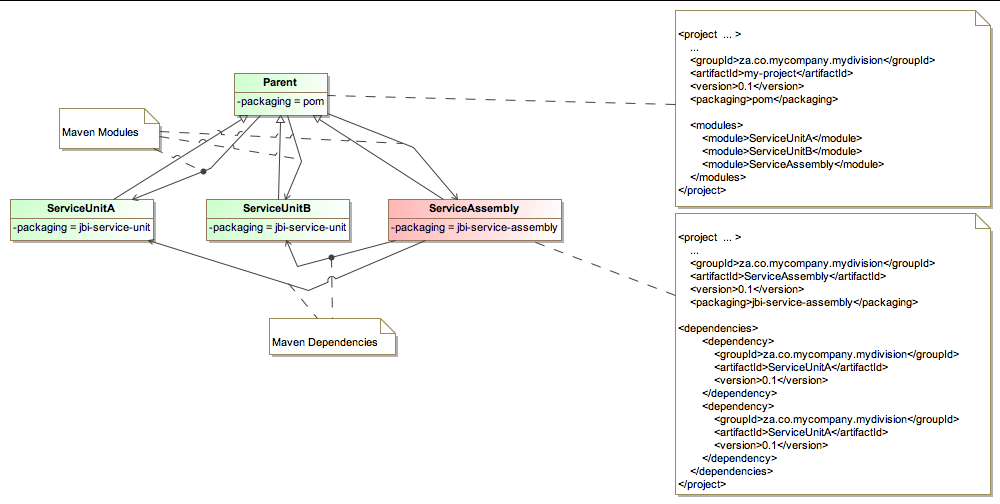 Parent
-packaging = pom
Maven Modules
ServiceUnitA
-packaging = jbi-service-unit
ServiceUnitB
-packaging = jbi-service-unit
ServiceAssembly
-packaging = jbi-service-assembly
Maven Dependencies
<project ... >
...
<groupId>za.co.mycompany.mydivision</groupId>
<artifactId>my-project</artifactId>
<version>0.1</version>
<packaging>pom</packaging>
<modules>
<module>ServiceUnitA</module>
<module>ServiceUnitB</module>
<module>ServiceAssembly</module>
</modules>
</project>
<project ... >
...
<groupId>za.co.mycompany.mydivision</groupId>
<artifactId>ServiceAssembly</artifactId>
<version>0.1</version>
<packaging>jbi-service-assembly</packaging>
<dependencies>
<dependency>
<groupId>za.co.mycompany.mydivision</groupId>
<artifactId>ServiceUnitA</artifactId>
<version>0.1</version>
</dependency>
<dependency>
<groupId>za.co.mycompany.mydivision</groupId>
<artifactId>ServiceUnitA</artifactId>
<version>0.1</version>
</dependency>
</dependencies>
</project>